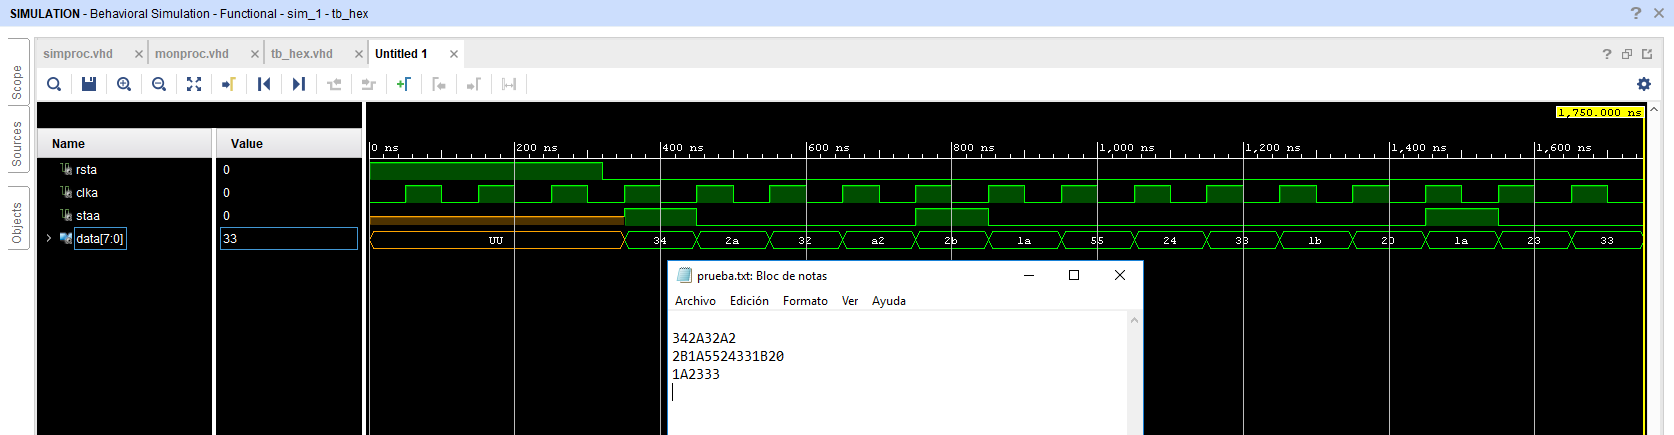 SIMULATION - Behavioral Simulation - Functional - sim_1 - tb_hex
Scope
Sources
Objects
simproc.vhd
monproc.vhd
tb_hex.vhd
Untitled 1
1,750.000 ns
Name
Value
0 ns
200 ns
400 ns
600 ns
800 ns
1,000 ns
1,200 ns
1,400 ns
1,600 ns
rsta
0
clka
0
staa
0
data[7:0]
33
UU
34
2a
32
a2
2b
1a
55
24
33
1b
20
1a
23
33
prueba.txt: Bloc de notas
Archivo Edición Formato Ver Ayuda
342A32A2
2B1A5524331B20
1A2333